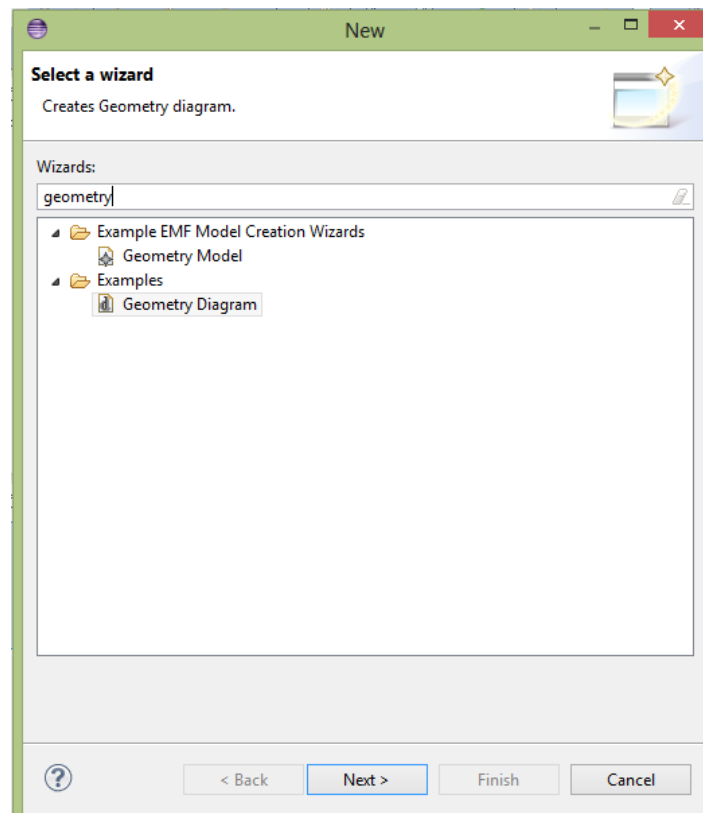 New
Select a wizard
Creates Geometry diagram.
Wizards:
geometry
Example EMF Model Creation Wizards
Geometry Model
Examples
Geometry Diagram
< Back Next > Finish Cancel